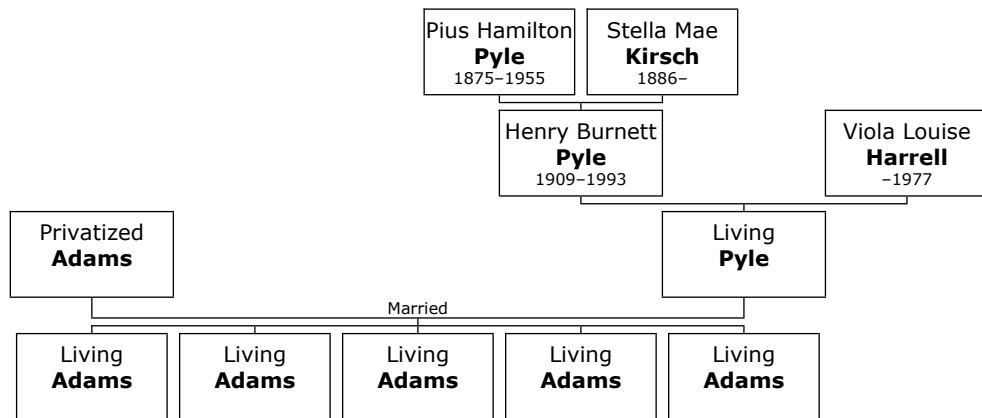 Pius Hamilton
Pyle
1875–1955
Stella Mae
Kirsch
1886–
Henry Burnett
Pyle
1909–1993
Viola Louise
Harrell
–1977
Privatized
Adams
Living
Pyle
Married
Living
Adams
Living
Adams
Living
Adams
Living
Adams
Living
Adams